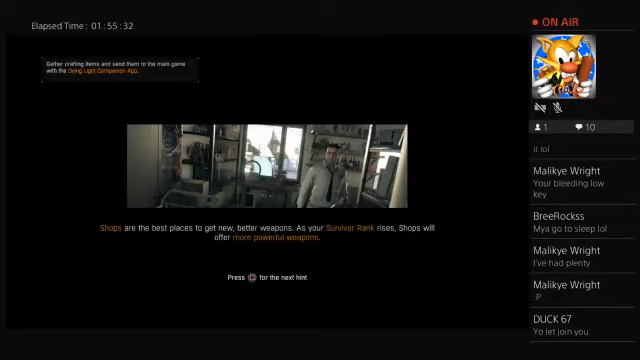 Elapsed Time : 01:55:32
ON AIR
Gather crafting items and send them to the main game
with the Dying Light Companion App.
1
10
it lol
Malikye Wright
Your bleeding low
key
BreeRockss
Mya go to sleep lol
Malikye Wright
I've had plenty
Malikye Wright
:P
DUCK 67
Yo let join you
Shops are the best places to get new, better weapons. As your Survivor Rank rises, Shops will
offer more powerful weapons.
Press for the next hint